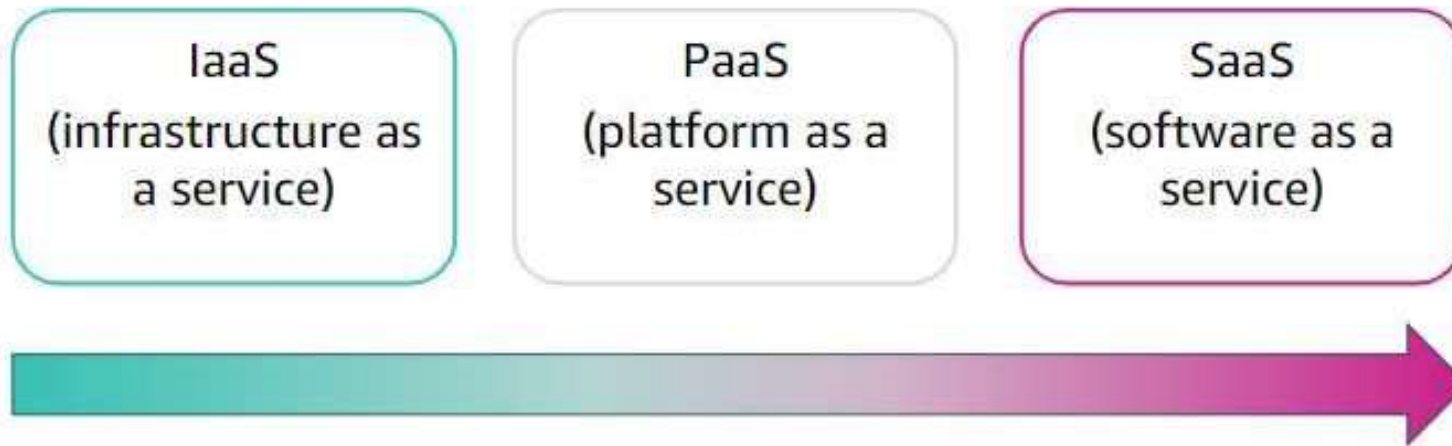 IaaS
(infrastructure as
a service)
PaaS
(platform as a
service)
SaaS
(software as a
service)